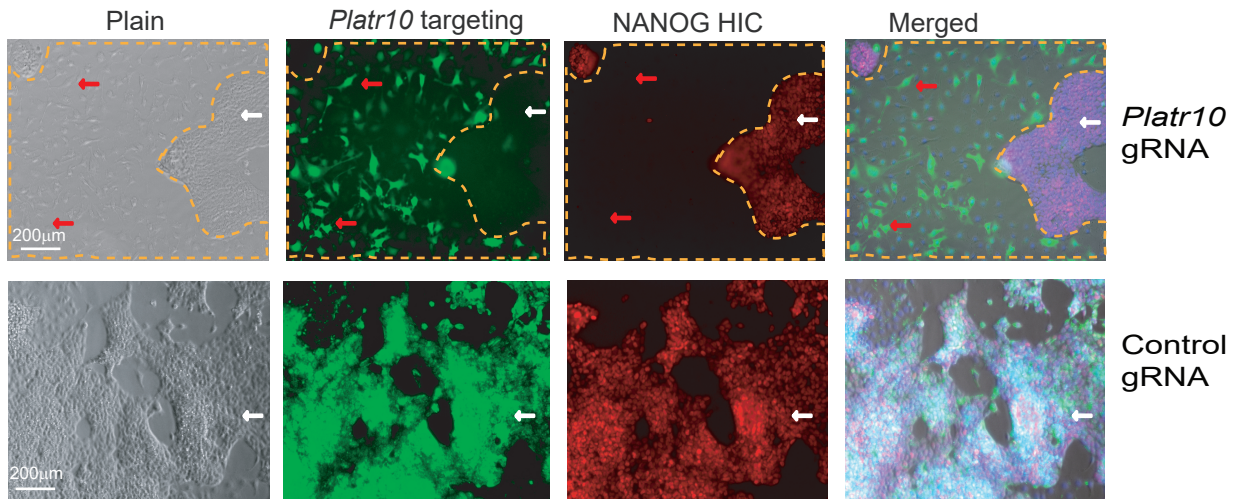 Plain
Platr10 targeting
NANOG HIC
Merged
200μm
Platr10
gRNA
200μm
Control
gRNA